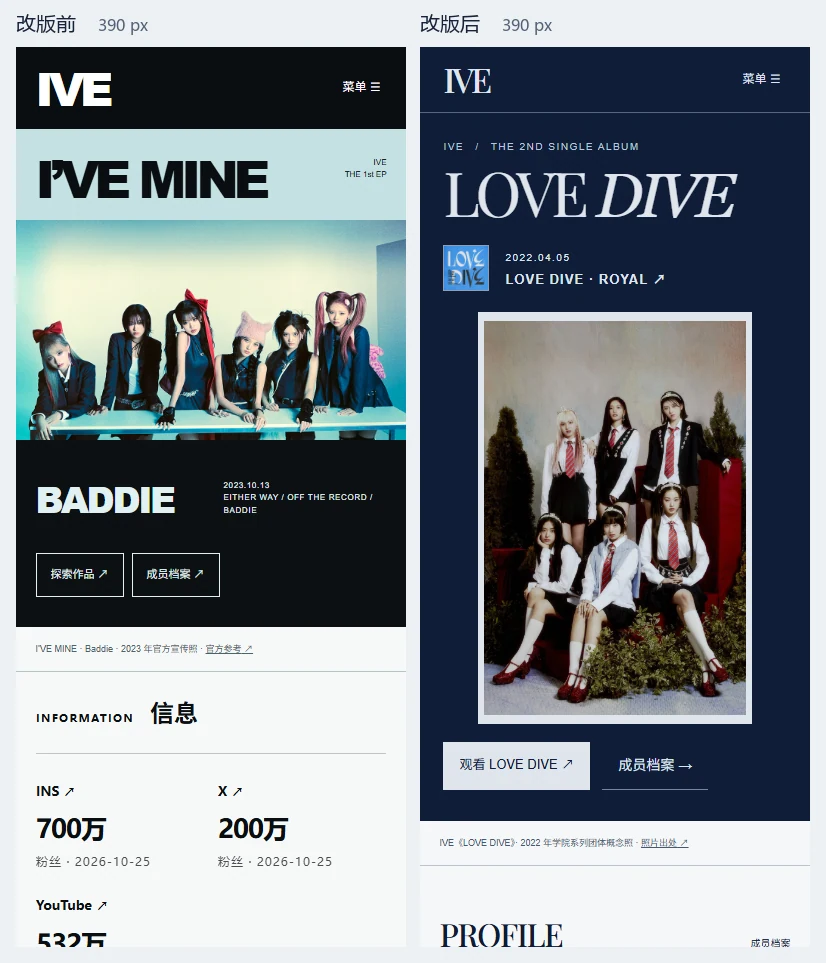 改版前 390 px
IVE
菜单 ☰
I'VE MINE
IVE
THE 1st EP
BADDIE
2023.10.13
EITHER WAY / OFF THE RECORD /
BADDIE
探索作品 ↗
成员档案 ↗
I'VE MINE · Baddie · 2023 年官方宣传照 · 官方参考 ↗
INFORMATION 信息
INS ↗
700万
粉丝 · 2026-10-25
X ↗
200万
粉丝 · 2026-10-25
YouTube ↗
532万
改版后 390 px
IVE
菜单 ☰
IVE / THE 2ND SINGLE ALBUM
LOVE DIVE
LOVE
DIVE
2022.04.05
LOVE DIVE · ROYAL ↗
观看 LOVE DIVE ↗
成员档案 →
IVE《LOVE DIVE》· 2022 年学院系列团体概念照 · 照片出处 ↗
PROFILE
成员档案